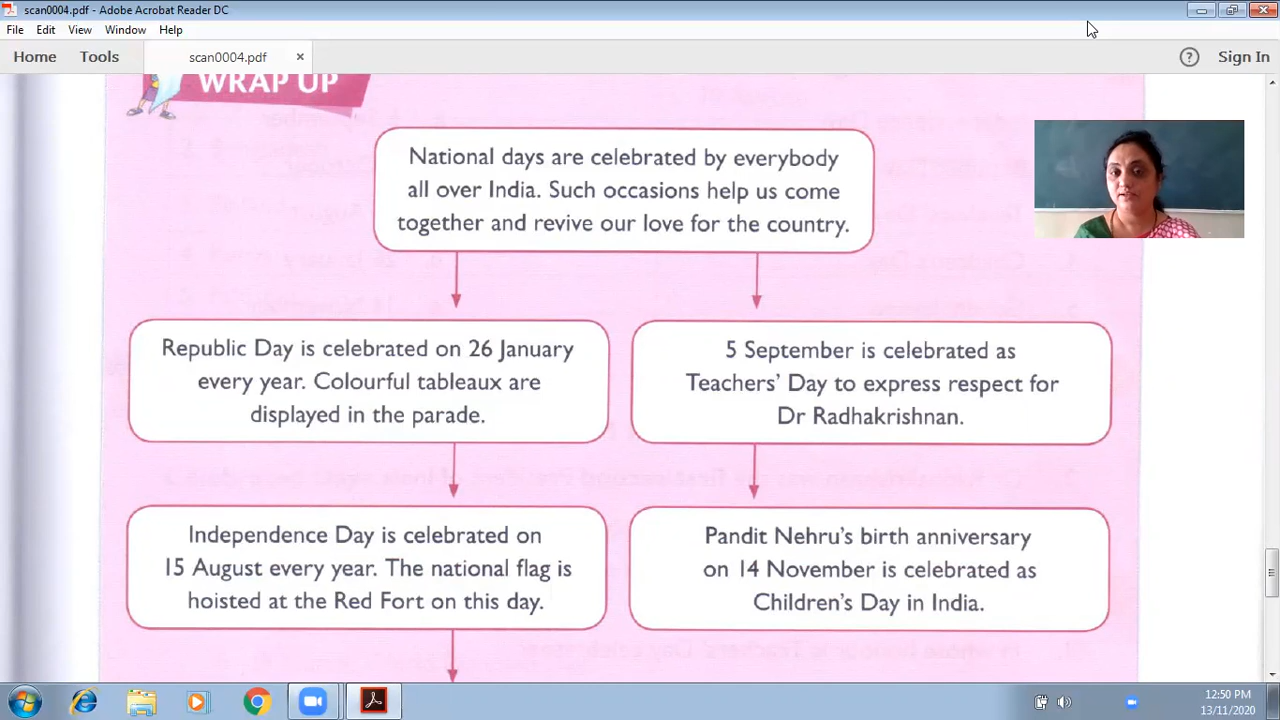 scan0004.pdf - Adobe Acrobat Reader DC
File Edit View Window Help
Home Tools scan0004.pdf × ? Sign In
WRAP UP
National days are celebrated by everybody
all over India. Such occasions help us come
together and revive our love for the country.
Republic Day is celebrated on 26 January
every year. Colourful tableaux are
displayed in the parade.
5 September is celebrated as
Teachers' Day to express respect for
Dr Radhakrishnan.
Independence Day is celebrated on
15 August every year. The national flag is
hoisted at the Red Fort on this day.
Pandit Nehru's birth anniversary
on 14 November is celebrated as
Children's Day in India.
12:50 PM
13/11/2020